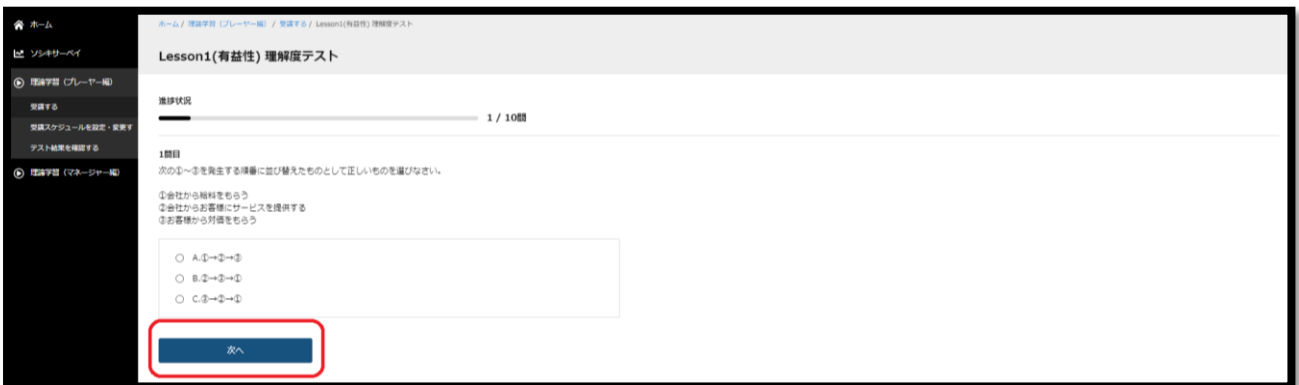 ホーム
ソシキサーベイ
理論学習（プレーヤー編）
受講する
受講スケジュールを設定・変更す
テスト結果を確認する
理論学習（マネージャー編）
ホーム / 理論学習（プレーヤー編） / 受講する / Lesson1(有益性) 理解度テスト
Lesson1(有益性) 理解度テスト
進捗状況
1 / 10問
1問目
次の①～③を発生する順番に並び替えたものとして正しいものを選びなさい。
①会社から給料をもらう
②会社からお客様にサービスを提供する
③お客様から対価をもらう
A.①→②→③
B.②→③→①
C.③→②→①
次へ